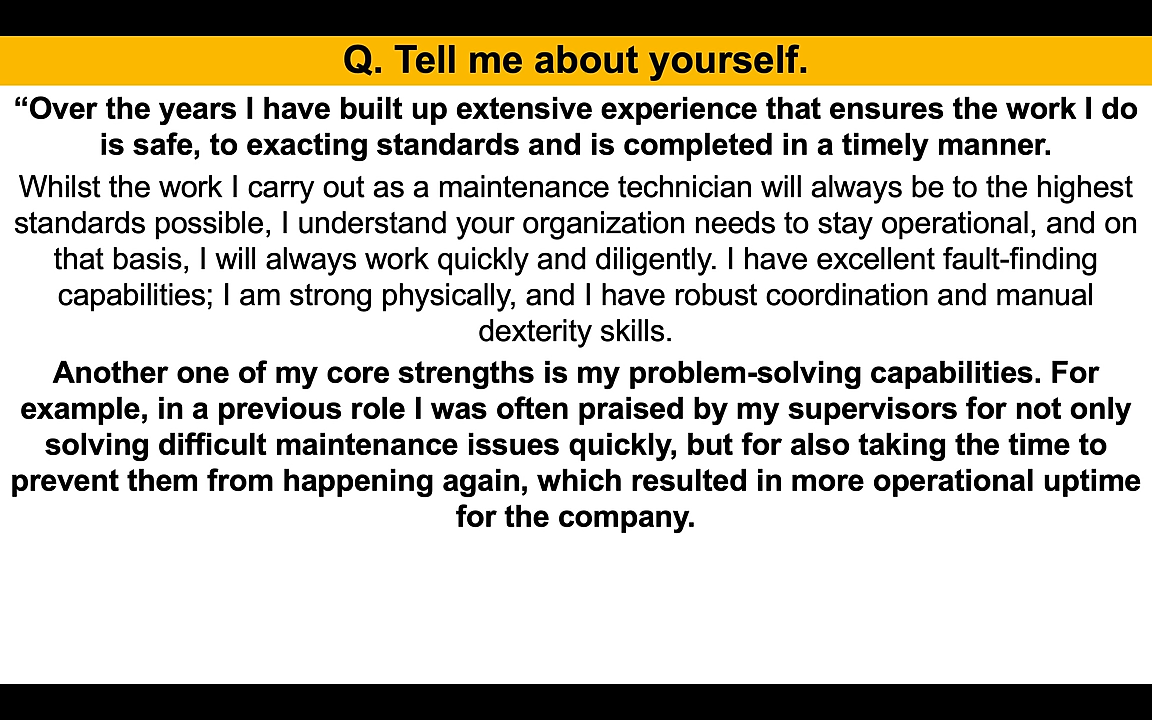 Q. Tell me about yourself.
“Over the years I have built up extensive experience that ensures the work I do
is safe, to exacting standards and is completed in a timely manner.
Whilst the work I carry out as a maintenance technician will always be to the highest
standards possible, I understand your organization needs to stay operational, and on
that basis, I will always work quickly and diligently. I have excellent fault-finding
capabilities; I am strong physically, and I have robust coordination and manual
dexterity skills.
Another one of my core strengths is my problem-solving capabilities. For
example, in a previous role I was often praised by my supervisors for not only
solving difficult maintenance issues quickly, but for also taking the time to
prevent them from happening again, which resulted in more operational uptime
for the company.